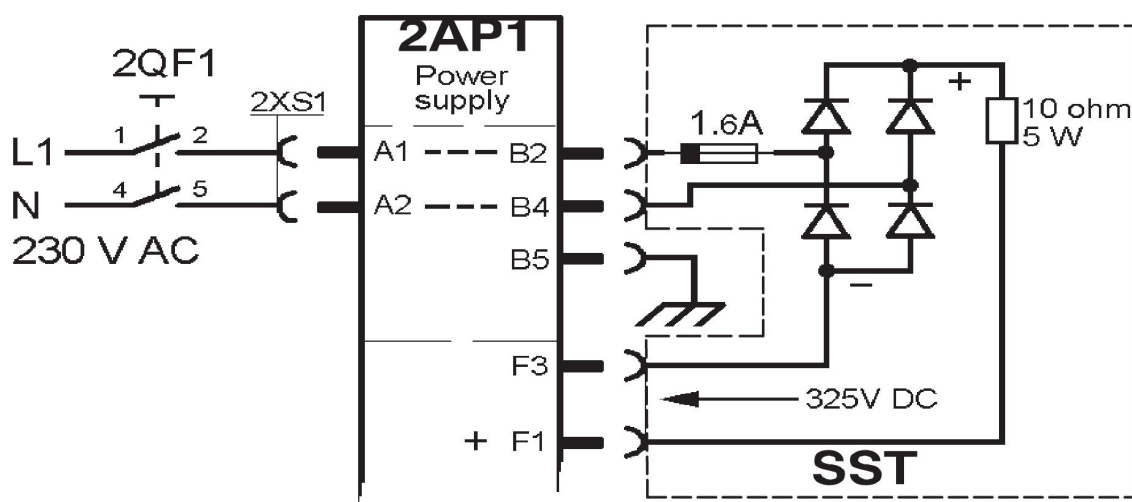 2AP1
Power
supply
2QF1
2XS1
1 2
L1
4 5
N
230 V AC
A1
B2
A2
B4
B5
F3
+ F1
1.6A
+
10 ohm
5 W
−
325V DC
SST